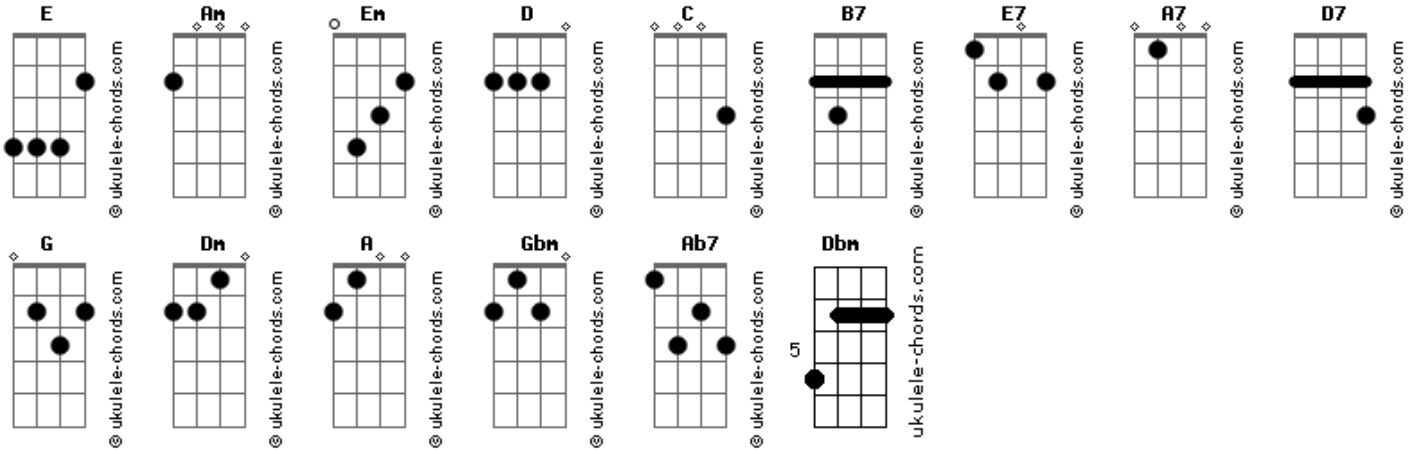 E Am Em D C B7 E7 A7 D7
© ukulele-chords.com © ukulele-chords.com © ukulele-chords.com © ukulele-chords.com © ukulele-chords.com © ukulele-chords.com © ukulele-chords.com © ukulele-chords.com © ukulele-chords.com
G Dm A Gbm Ab7 Dbm
5
© ukulele-chords.com © ukulele-chords.com © ukulele-chords.com © ukulele-chords.com © ukulele-chords.com ukulele-chords.com